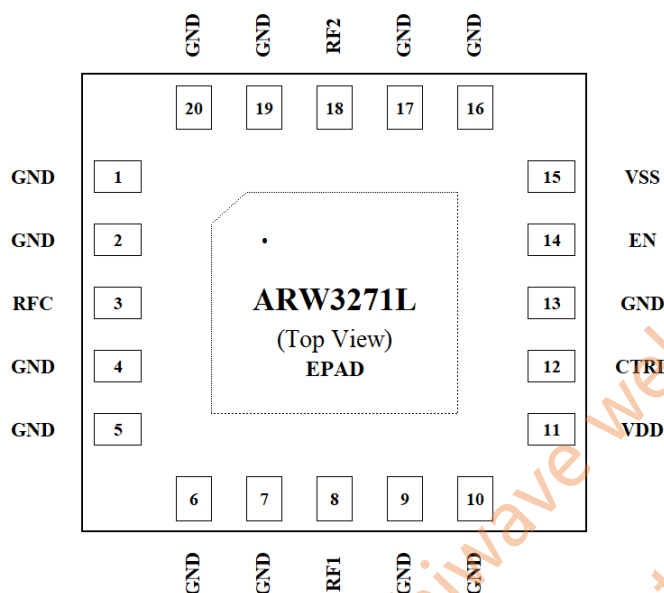 GND GND RF2 GND GND
20 19 18 17 16
GND 1 15 VSS
GND 2 14 EN
RFC 3 ARW3271L 13 GND
(Top View)
GND 4 EPAD 12 CTRL
GND 5 11 VDD
6 7 8 9 10
GND GND RF1 GND GND